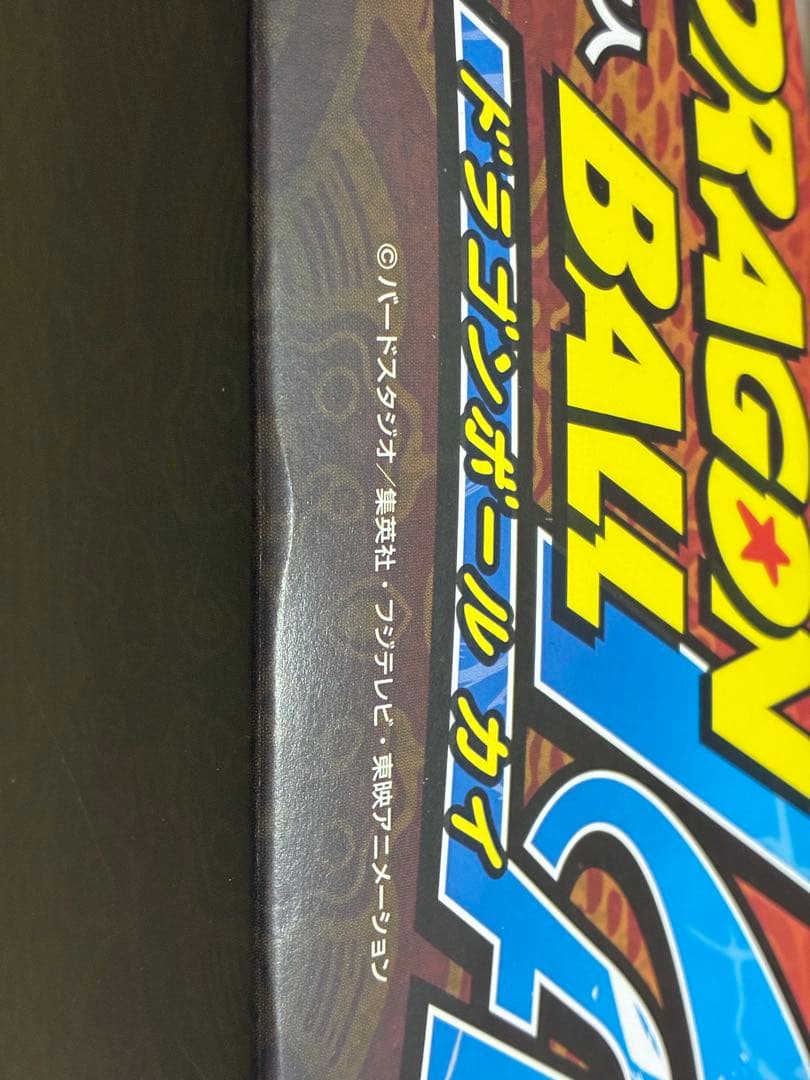 DRAGON
BALL
ドラゴンボール カイ
©バードスタジオ/集英社・フジテレビ・東映アニメーション